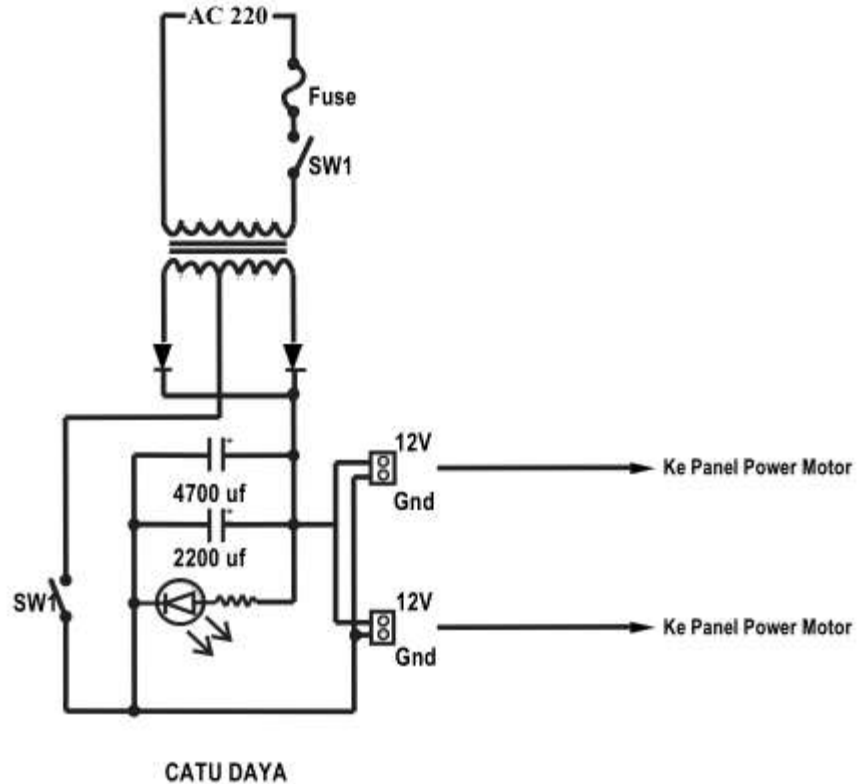 AC 220
Fuse
SW1
4700 uf
2200 uf
SW1
12V
Gnd
Ke Panel Power Motor
12V
Gnd
Ke Panel Power Motor
CATU DAYA